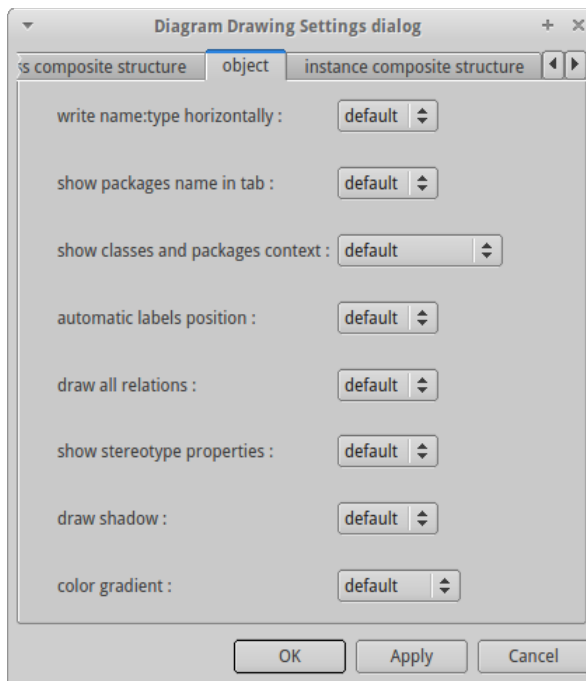 Diagram Drawing Settings dialog
s composite structure object instance composite structure
write name:type horizontally : default
show packages name in tab : default
show classes and packages context : default
automatic labels position : default
draw all relations : default
show stereotype properties : default
draw shadow : default
color gradient : default
OK Apply Cancel